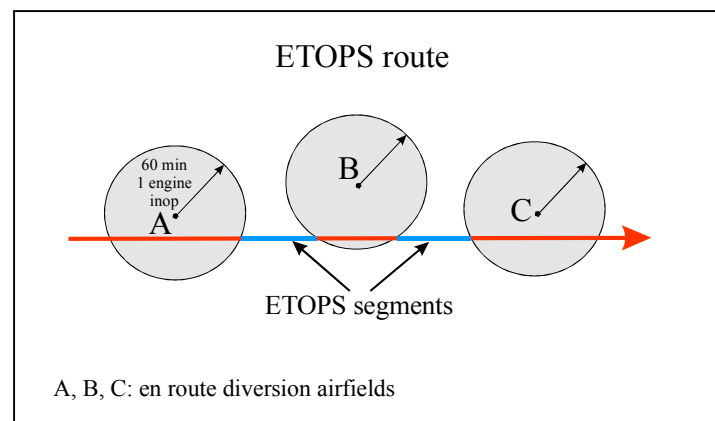 ETOPS route
60 min
1 engine
inop
A
B
C
ETOPS segments
A, B, C: en route diversion airfields